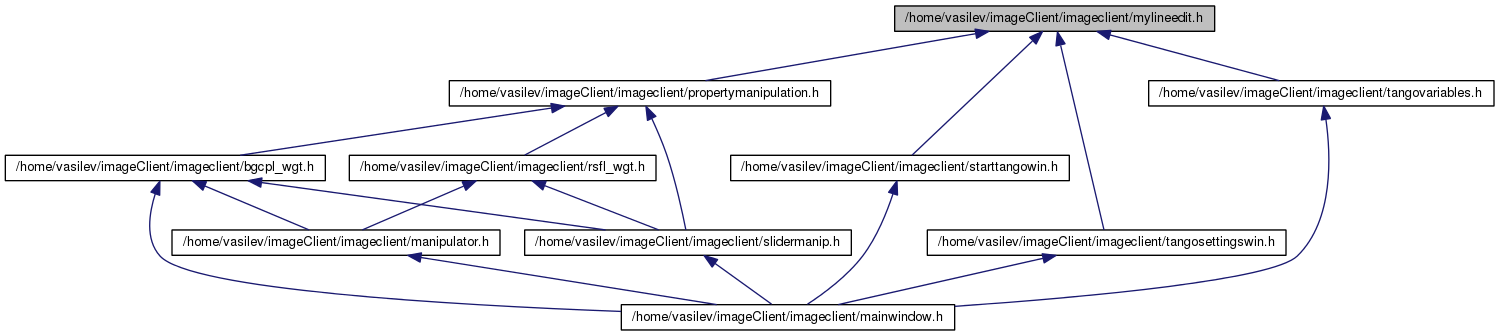 /home/vasilev/imageClient/imageclient/mylineedit.h
/home/vasilev/imageClient/imageclient/propertymanipulation.h
/home/vasilev/imageClient/imageclient/tangovariables.h
/home/vasilev/imageClient/imageclient/bgcpl_wgt.h
/home/vasilev/imageClient/imageclient/rsfl_wgt.h
/home/vasilev/imageClient/imageclient/starttangowin.h
/home/vasilev/imageClient/imageclient/manipulator.h
/home/vasilev/imageClient/imageclient/slidermanip.h
/home/vasilev/imageClient/imageclient/tangosettingswin.h
/home/vasilev/imageClient/imageclient/mainwindow.h